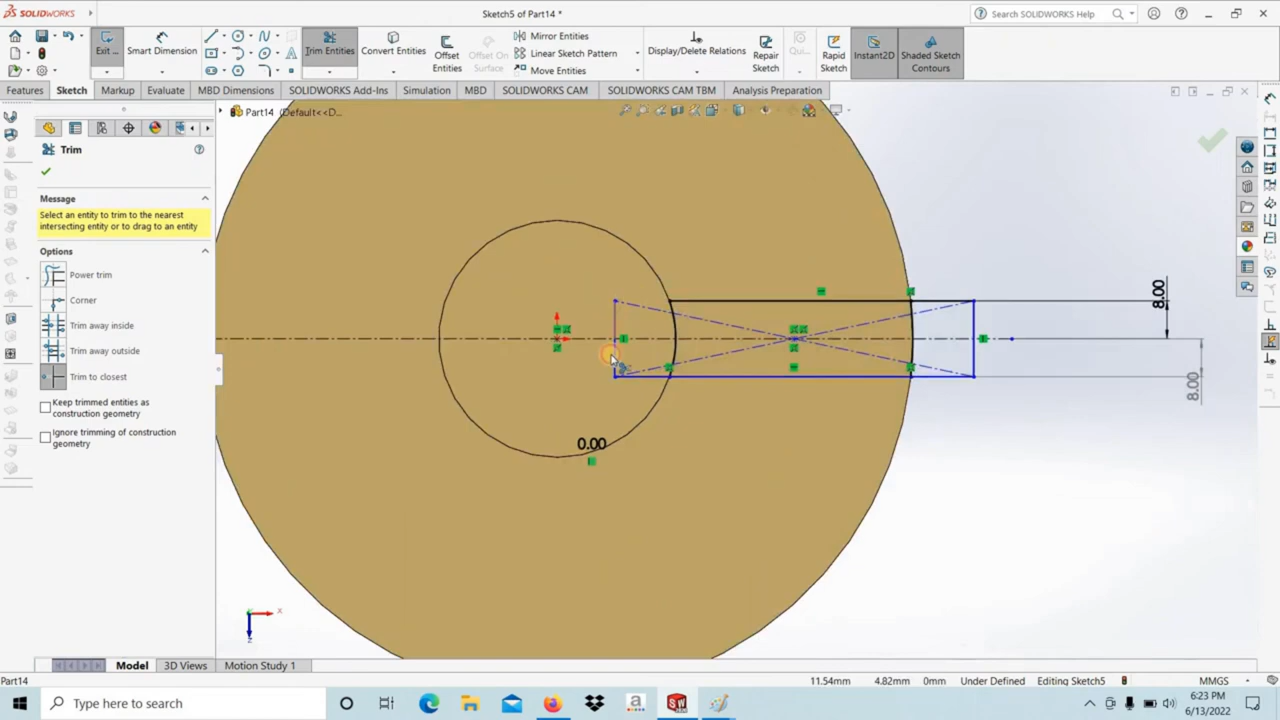 SOLIDWORKS
Sketch5 of Part14 *
Search SOLIDWORKS Help
Exit ...
Smart Dimension
Trim Entities
Convert Entities
Offset
Entities
Offset On
Surface
Mirror Entities
Linear Sketch Pattern
Move Entities
Display/Delete Relations
Repair
Sketch
Qui...
Rapid
Sketch
Instant2D
Shaded Sketch
Contours
Features
Sketch
Markup
Evaluate
MBD Dimensions
SOLIDWORKS Add-Ins
Simulation
MBD
SOLIDWORKS CAM
SOLIDWORKS CAM TBM
Analysis Preparation
Part14 (Default<<D...
Trim
Message
Select an entity to trim to the nearest
intersecting entity or to drag to an entity
Options
Power trim
Corner
Trim away inside
Trim away outside
Trim to closest
Keep trimmed entities as
construction geometry
Ignore trimming of construction
geometry
8.00
8.00
0.00
X
Z
Model
3D Views
Motion Study 1
Part14
11.54mm
4.82mm
0mm
Under Defined
Editing Sketch5
MMGS
Type here to search
6:23 PM
6/13/2022